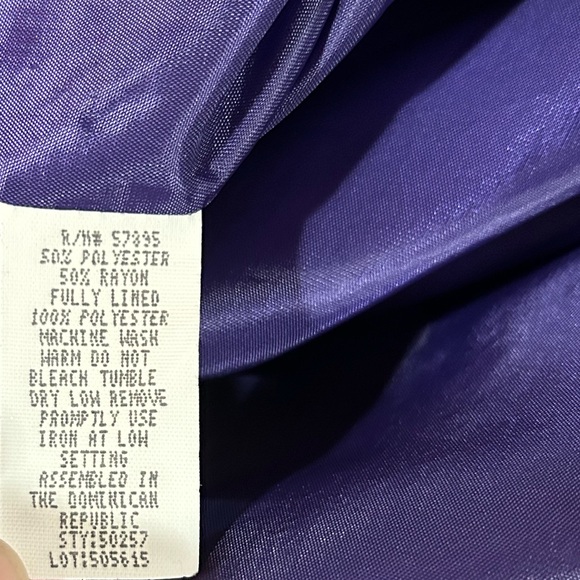 R/N# 57895
50% POLYESTER
50% RAYON
FULLY LINED
100% POLYESTER
MACHINE WASH
WARM DO NOT
BLEACH TUMBLE
DRY LOW REMOVE
PROMPTLY USE
IRON AT LOW
SETTING
ASSEMBLED IN
THE DOMINICAN
REPUBLIC
STY:50257
LOT:505615